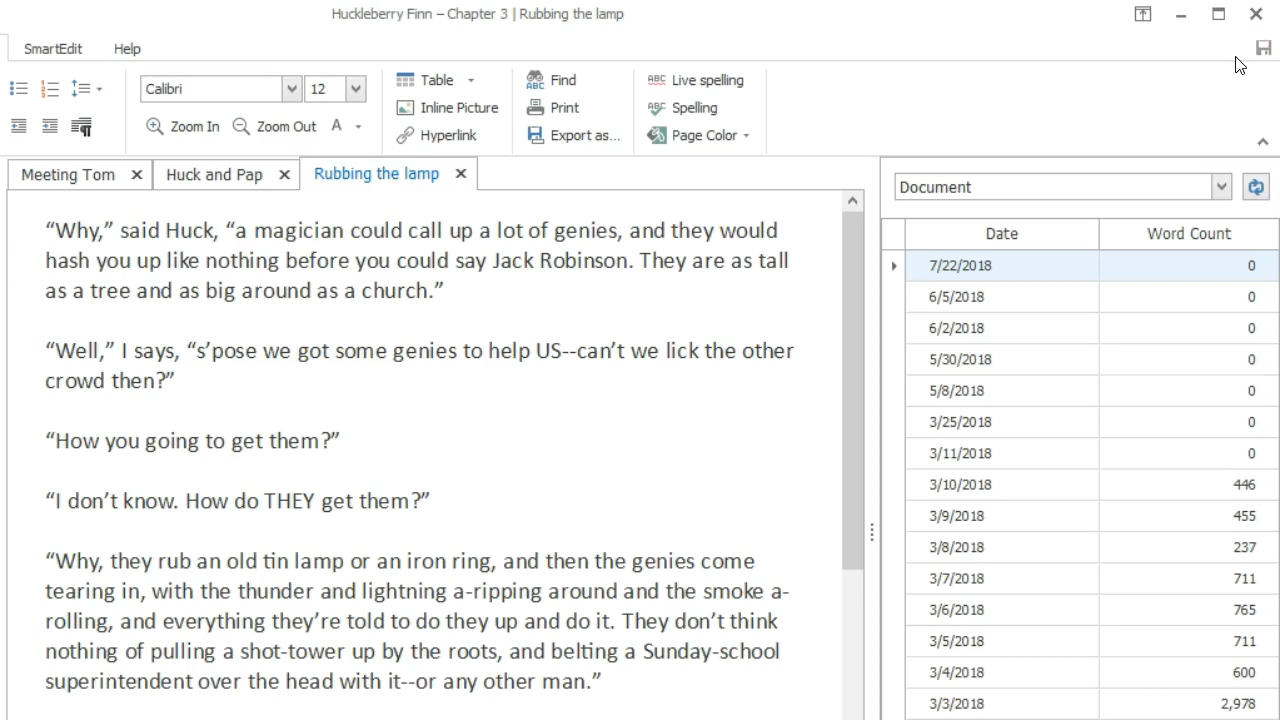 Huckleberry Finn – Chapter 3 | Rubbing the lamp
SmartEdit Help
Calibri 12
Zoom In Zoom Out A
Table
Inline Picture
Hyperlink
Find
Print
Export as...
Live spelling
Spelling
Page Color
Meeting Tom Huck and Pap Rubbing the lamp
“Why,” said Huck, “a magician could call up a lot of genies, and they would
hash you up like nothing before you could say Jack Robinson. They are as tall
as a tree and as big around as a church.”
“Well,” I says, “s’pose we got some genies to help US--can’t we lick the other
crowd then?”
“How you going to get them?”
“I don’t know. How do THEY get them?”
“Why, they rub an old tin lamp or an iron ring, and then the genies come
tearing in, with the thunder and lightning a-ripping around and the smoke a-
rolling, and everything they’re told to do they up and do it. They don’t think
nothing of pulling a shot-tower up by the roots, and belting a Sunday-school
superintendent over the head with it--or any other man.”
Document
Date Word Count
7/22/2018 0
6/5/2018 0
6/2/2018 0
5/30/2018 0
5/8/2018 0
3/25/2018 0
3/11/2018 0
3/10/2018 446
3/9/2018 455
3/8/2018 237
3/7/2018 711
3/6/2018 765
3/5/2018 711
3/4/2018 600
3/3/2018 2,978